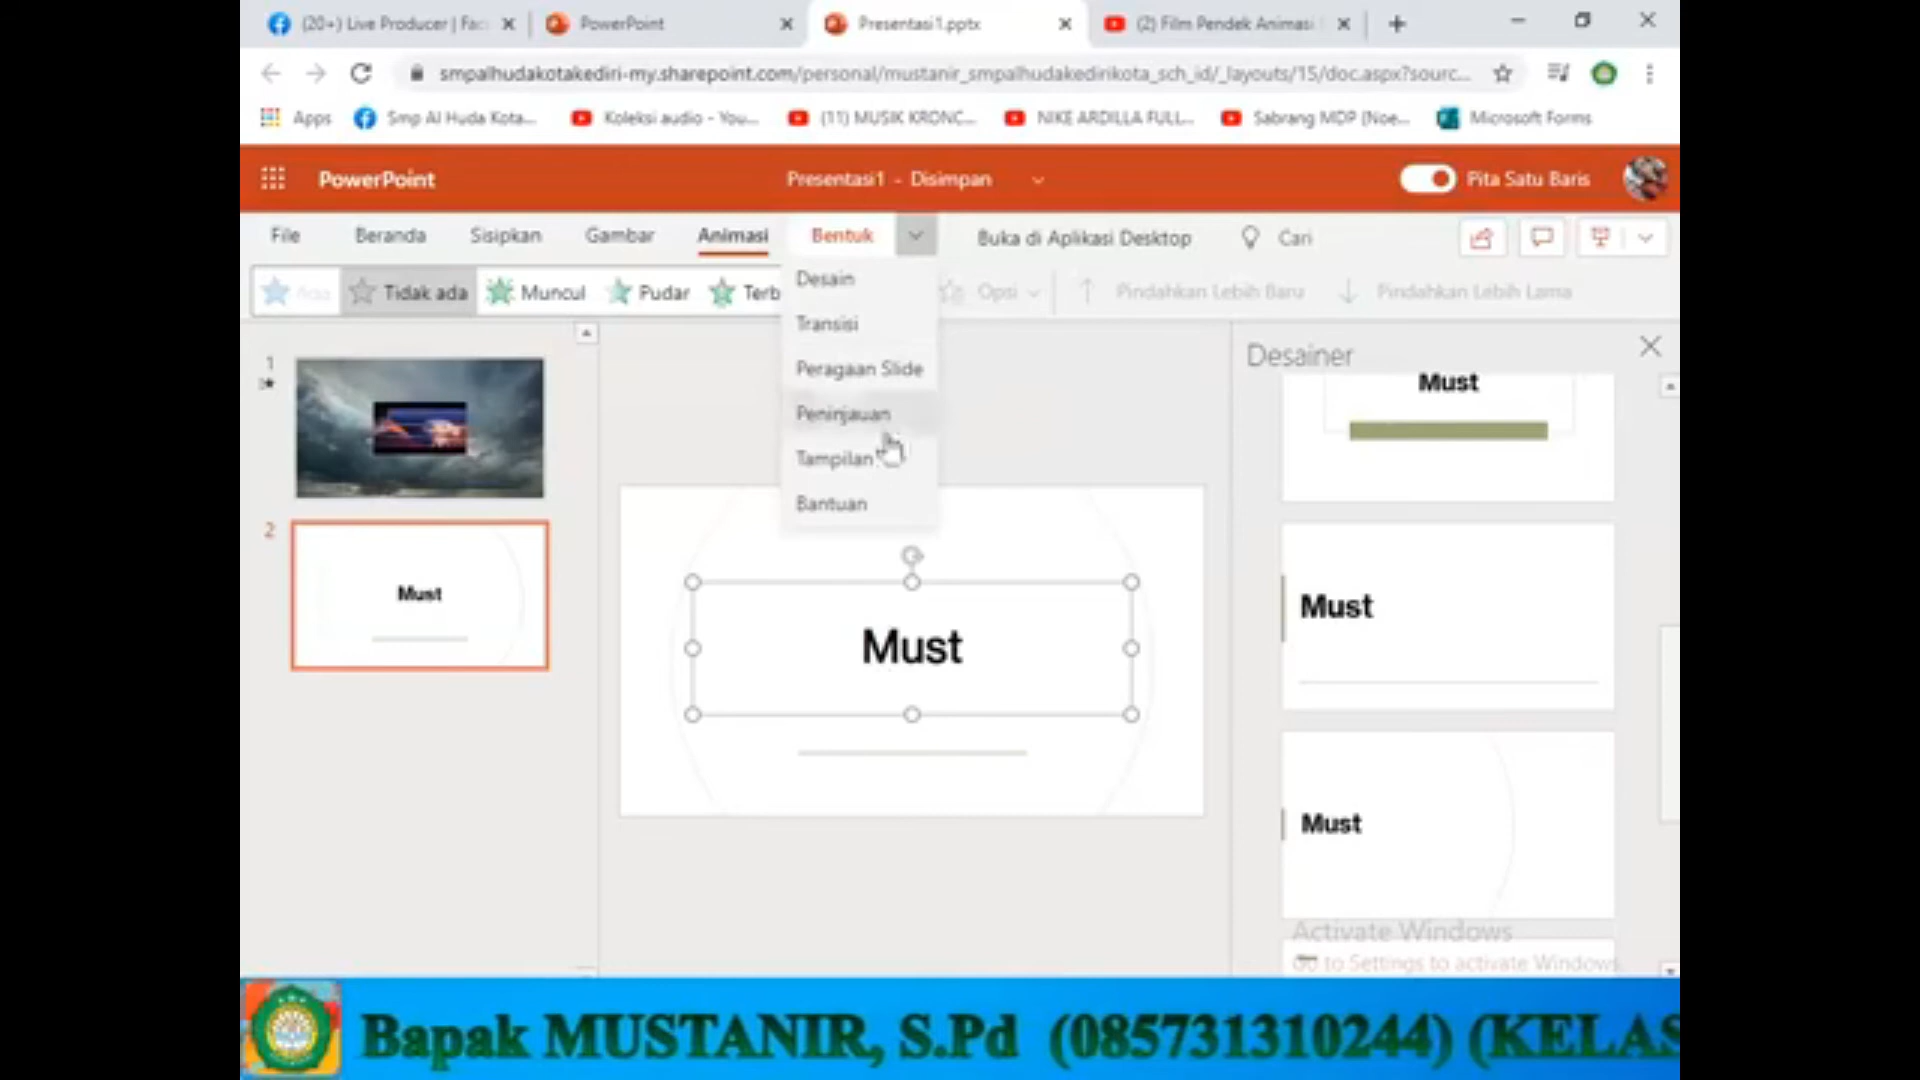 (20+) Live Producer | Fac
PowerPoint
Presentasi1.pptx
(2) Film Pendek Animasi
smpalhudakotakediri-my.sharepoint.com/personal/mustanir_smpalhudakedirikota_sch_id/_layouts/15/doc.aspx?sourc...
Apps
Smp Al Huda Kota...
Koleksi audio - You...
(11) MUSIK KRONC...
NIKE ARDILLA FULL...
Sabrang MDP (Noe...
Microsoft Forms
PowerPoint
Presentasi1 - Disimpan
Pita Satu Baris
File
Beranda
Sisipkan
Gambar
Animasi
Bentuk
Buka di Aplikasi Desktop
Cari
Tidak ada
Muncul
Pudar
Terb
Opsi
Pindahkan Lebih Baru
Pindahkan Lebih Lama
Desain
Transisi
Peragaan Slide
Peninjauan
Tampilan
Bantuan
1
2
Must
Must
Desainer
Must
Must
Must
Activate Windows
Go to Settings to activate Windows
Bapak MUSTANIR, S.Pd (085731310244) (KELAS